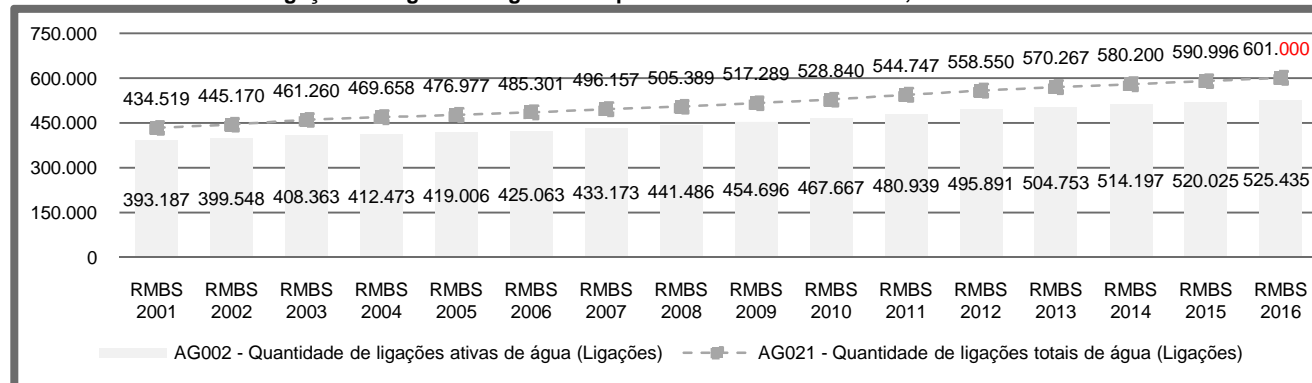 750.000
600.000
450.000
300.000
150.000
0
434.519 445.170 461.260 469.658 476.977 485.301 496.157 505.389 517.289 528.840 544.747 558.550 570.267 580.200 590.996 601.000
393.187 399.548 408.363 412.473 419.006 425.063 433.173 441.486 454.696 467.667 480.939 495.891 504.753 514.197 520.025 525.435
RMBS RMBS RMBS RMBS RMBS RMBS RMBS RMBS RMBS RMBS RMBS RMBS RMBS RMBS RMBS RMBS
2001 2002 2003 2004 2005 2006 2007 2008 2009 2010 2011 2012 2013 2014 2015 2016
AG002 - Quantidade de ligações ativas de água (Ligações) AG021 - Quantidade de ligações totais de água (Ligações)